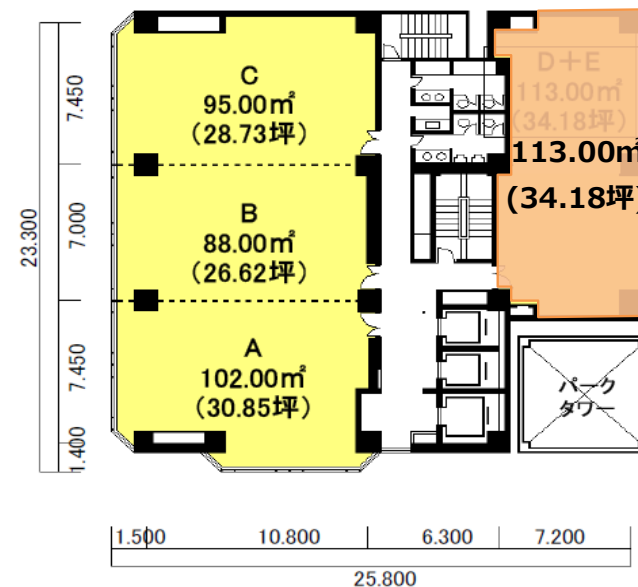 C
95.00㎡
（28.73坪）
B
88.00㎡
（26.62坪）
A
102.00㎡
（30.85坪）
D＋E
113.00㎡
（34.18坪）
113.00㎡
(34.18坪)
パーク
タワー
7.450
7.000
7.450
1.400
23.300
1.500
10.800
6.300
7.200
25.800